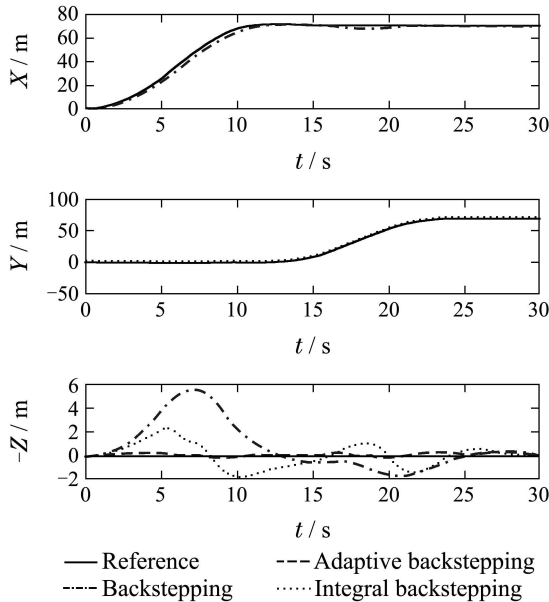 80
60
40
20
0
X / m
0 5 10 15 20 25 30
t / s
100
50
0
−50
Y / m
0 5 10 15 20 25 30
t / s
6
4
2
0
−2
−Z / m
0 5 10 15 20 25 30
t / s
Reference Adaptive backstepping
Backstepping Integral backstepping